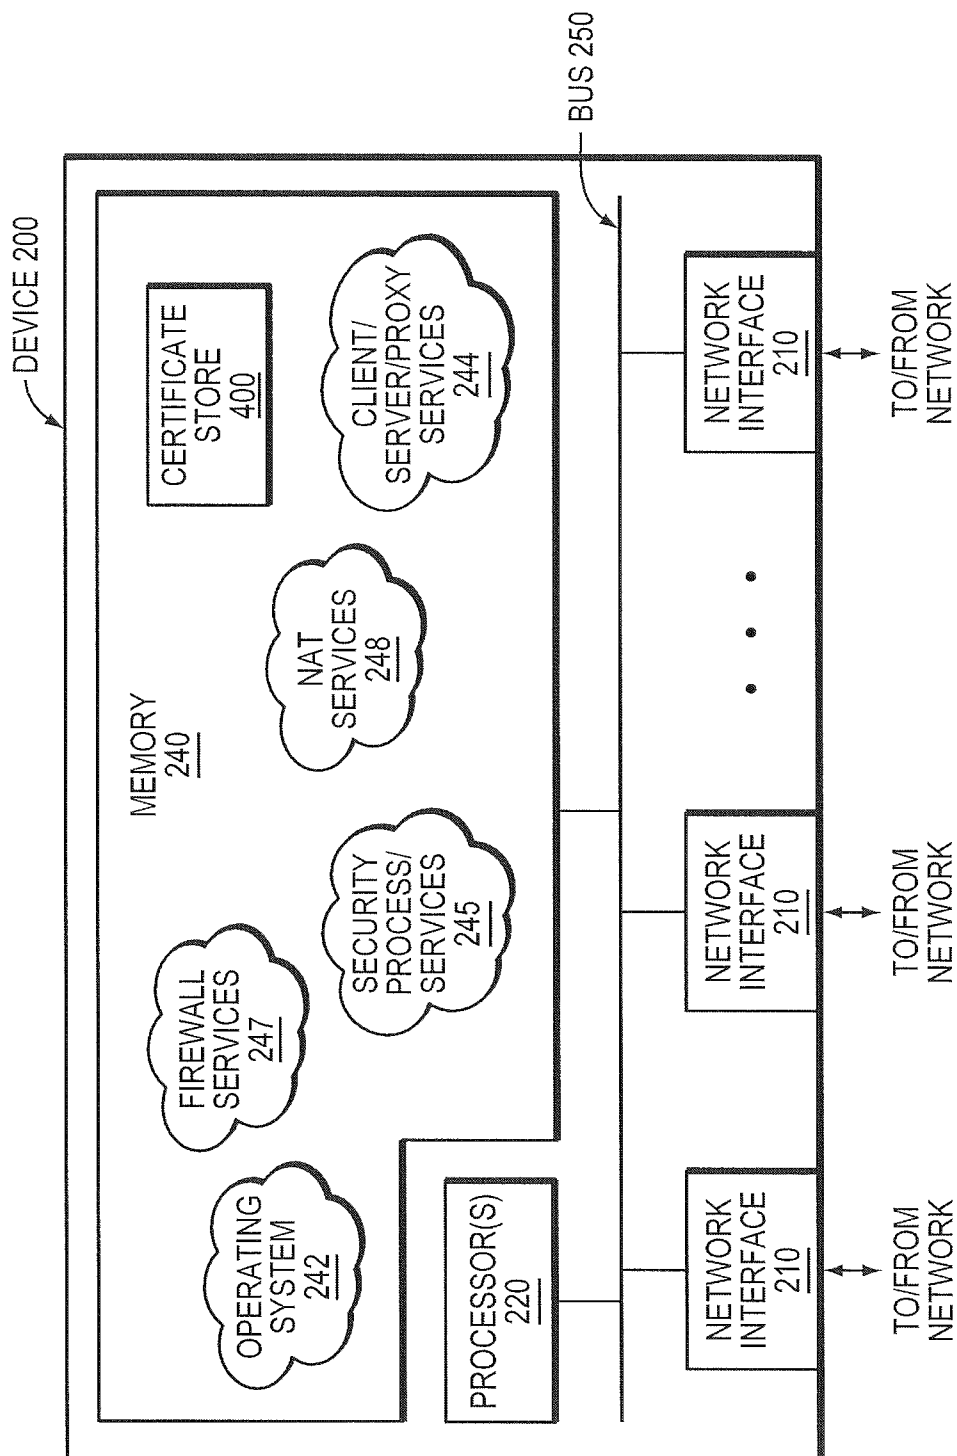 DEVICE 200
MEMORY
240
CERTIFICATE
STORE
400
OPERATING
SYSTEM
242
FIREWALL
SERVICES
247
SECURITY
PROCESS/
SERVICES
245
NAT
SERVICES
248
CLIENT/
SERVER/PROXY
SERVICES
244
PROCESSOR(S)
220
BUS 250
NETWORK
INTERFACE
210
NETWORK
INTERFACE
210
NETWORK
INTERFACE
210
TO/FROM
NETWORK
TO/FROM
NETWORK
TO/FROM
NETWORK